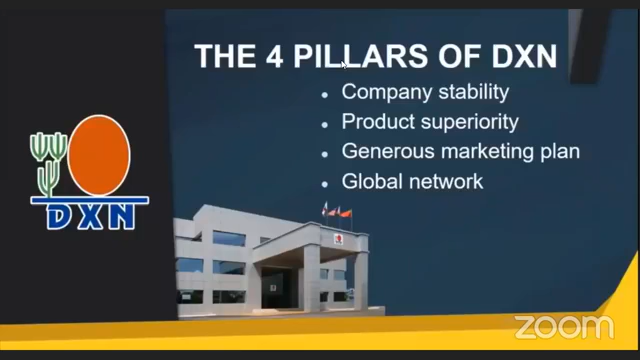 THE 4 PILLARS OF DXN
• Company stability
• Product superiority
• Generous marketing plan
• Global network
DXN
zoom